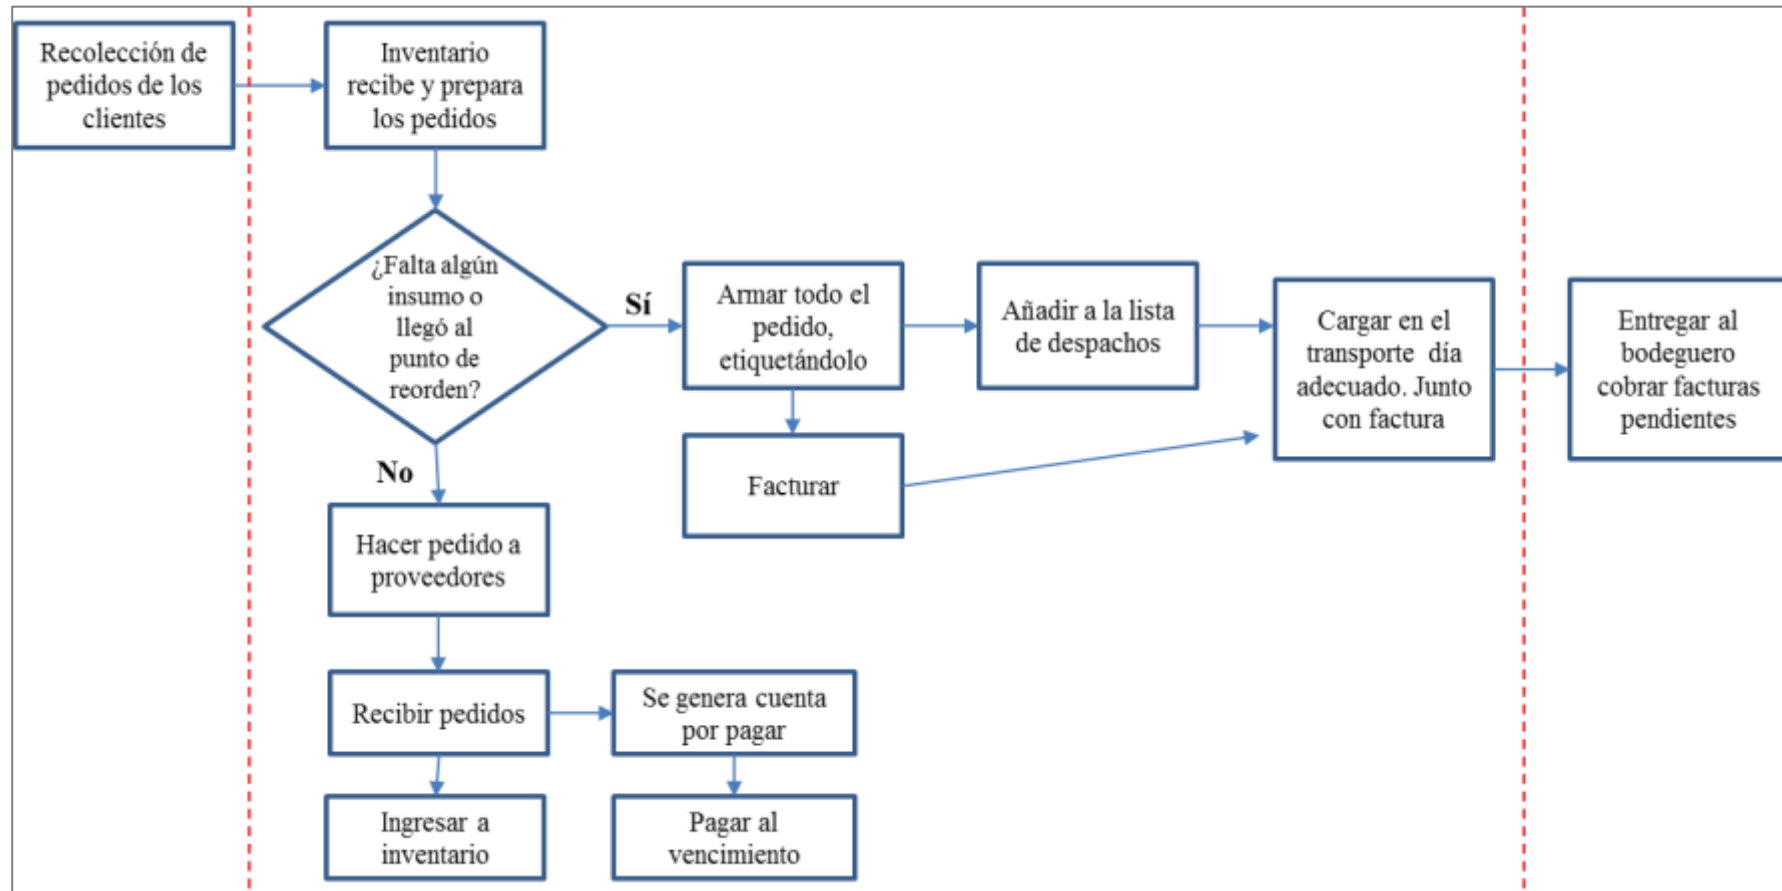 Recolección de
pedidos de los
clientes
Inventario
recibe y prepara
los pedidos
¿Falta algún
insumo o
llegó al
punto de
reorden?
Sí
Armar todo el
pedido,
etiquetándolo
Añadir a la lista
de despachos
Cargar en el
transporte día
adecuado. Junto
con factura
Entregar al
bodeguero
cobrar facturas
pendientes
Facturar
No
Hacer pedido a
proveedores
Recibir pedidos
Se genera cuenta
por pagar
Ingresar a
inventario
Pagar al
vencimiento